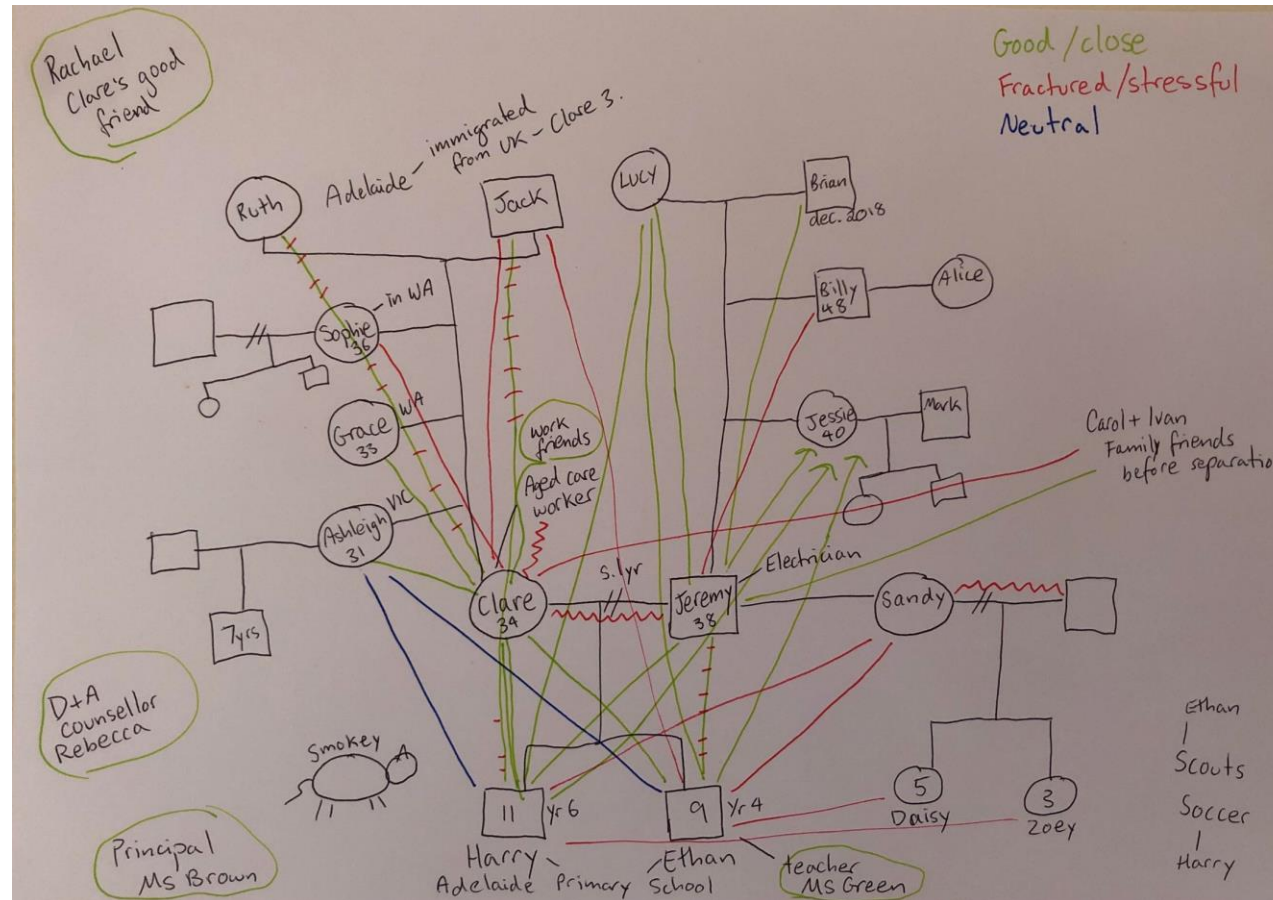 Rachael
Clare's good
friend
Good/close
Fractured/stressful
Neutral
Adelaide - immigrated
from UK - Clare 3.
Ruth
Jack
LUCY
Brian
dec. 2018
Billy
48
Alice
in WA
Sophie
36
WA
Grace
33
work
friends
Aged care
worker
Jessie
40
Mark
Carol + Ivan
Family friends
before separation
VIC
Ashleigh
31
7yrs
Clare
34
s. 1yr
Jeremy
38
Electrician
Sandy
D+A
counsellor
Rebecca
Smokey
Principal
Ms Brown
11
yr 6
9
yr 4
5
Daisy
3
Zoey
Harry
Ethan
Adelaide Primary School
teacher
Ms Green
Ethan
Scouts
Soccer
Harry